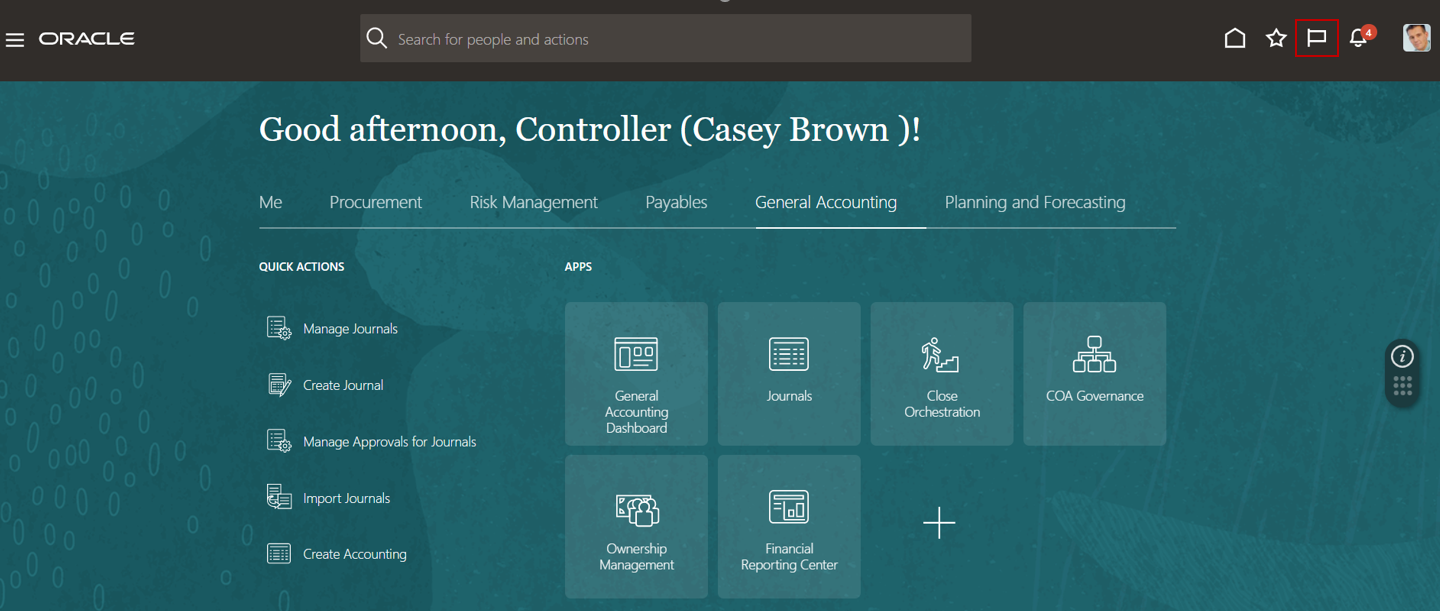 ORACLE
Search for people and actions
4
Good afternoon, Controller (Casey Brown )!
Me
Procurement
Risk Management
Payables
General Accounting
Planning and Forecasting
QUICK ACTIONS
Manage Journals
Create Journal
Manage Approvals for Journals
Import Journals
Create Accounting
APPS
General
Accounting
Dashboard
Journals
Close
Orchestration
COA Governance
Ownership
Management
Financial
Reporting Center
i